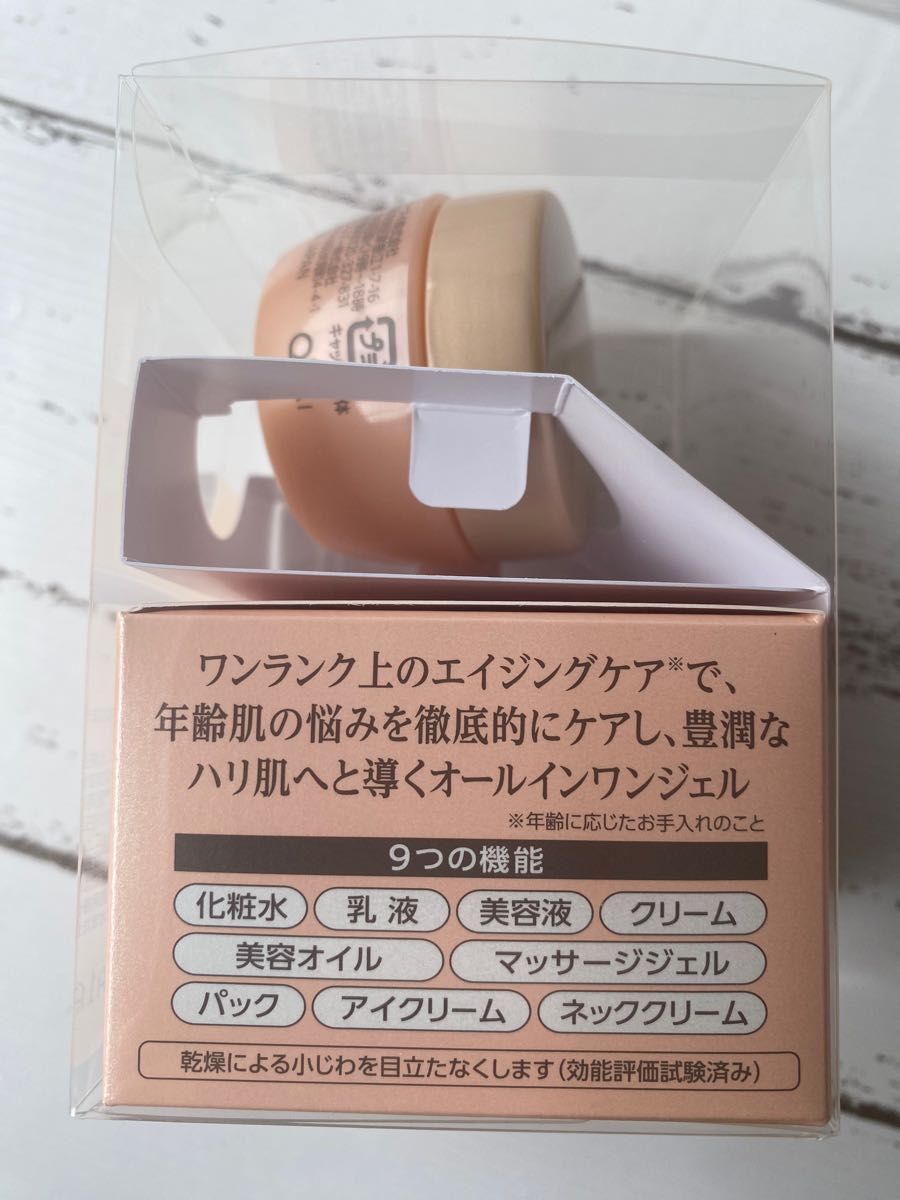 プラ
ワンランク上のエイジングケア※で、
年齢肌の悩みを徹底的にケアし、豊潤な
ハリ肌へと導くオールインワンジェル
※年齢に応じたお手入れのこと
9つの機能
化粧水 乳液 美容液 クリーム
美容オイル マッサージジェル
パック アイクリーム ネッククリーム
乾燥による小じわを目立たなくします(効能評価試験済み)